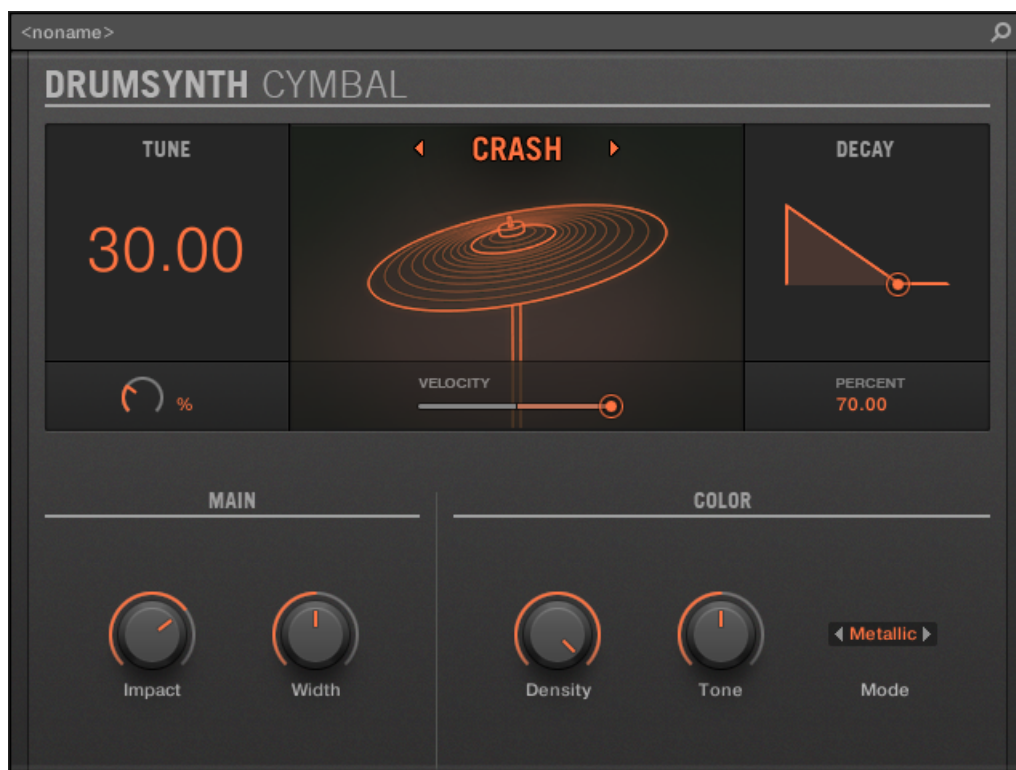 <noname>
DRUMSYNTH CYMBAL
TUNE
CRASH
DECAY
30.00
%
VELOCITY
PERCENT
70.00
MAIN
COLOR
Metallic
Impact
Width
Density
Tone
Mode